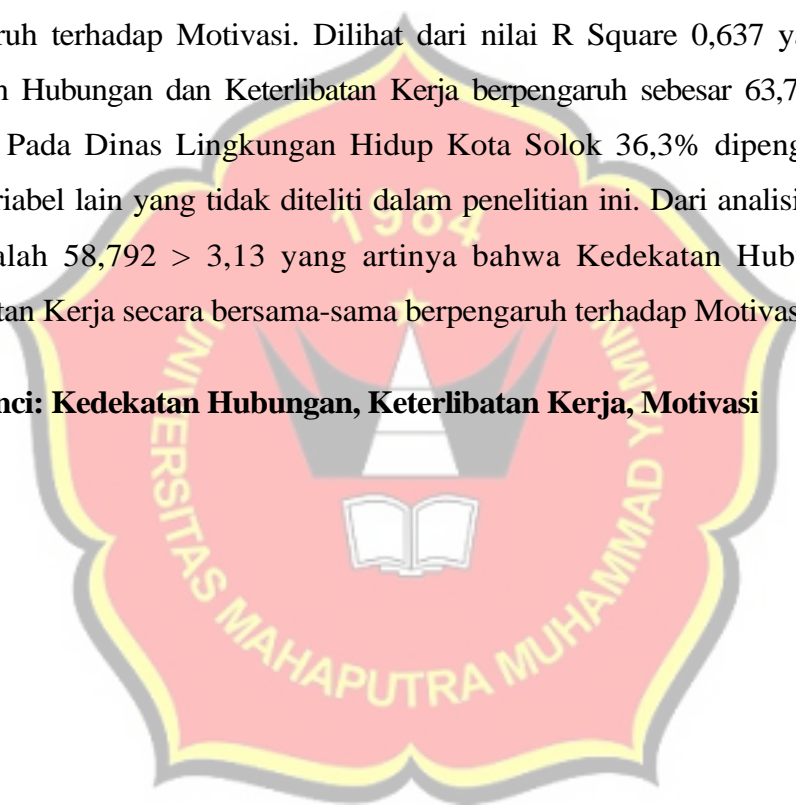 ruh terhadap Motivasi. Dilihat dari nilai R Square 0,637 ya
n Hubungan dan Keterlibatan Kerja berpengaruh sebesar 63,7
Pada Dinas Lingkungan Hidup Kota Solok 36,3% dipeng
riabel lain yang tidak diteliti dalam penelitian ini. Dari analisi
alah 58,792 > 3,13 yang artinya bahwa Kedekatan Hubu
tan Kerja secara bersama-sama berpengaruh terhadap Motivas
nci: Kedekatan Hubungan, Keterlibatan Kerja, Motivasi
1984
UNIVERSITAS MAHAPUTRA MUHAMMAD YAMIN